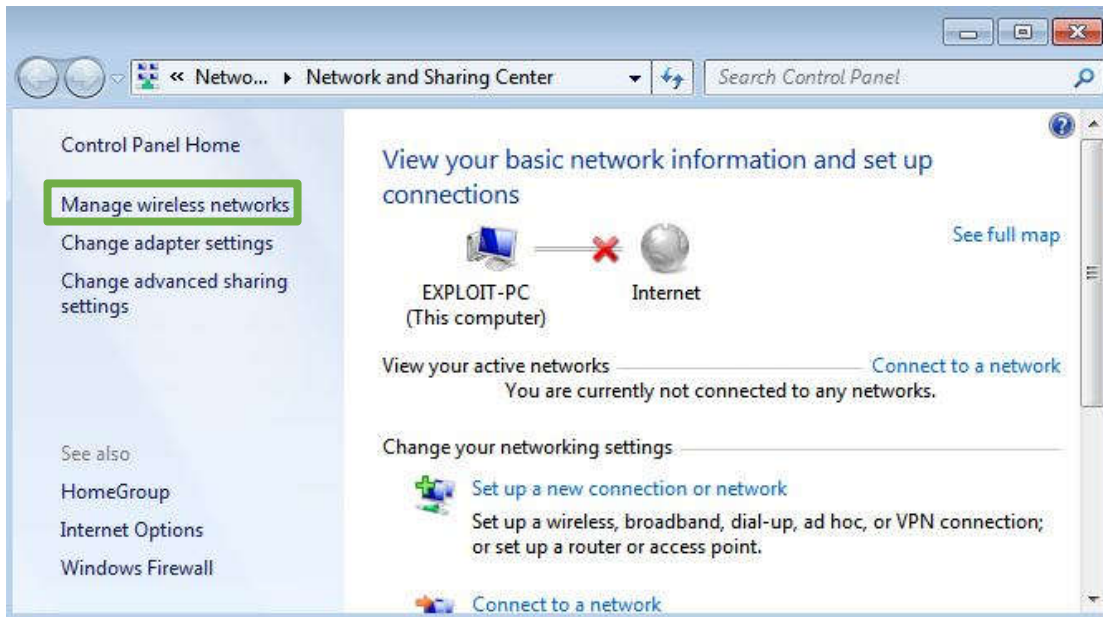 « Netwo... ▸ Network and Sharing Center
Search Control Panel
Control Panel Home
Manage wireless networks
Change adapter settings
Change advanced sharing
settings
See also
HomeGroup
Internet Options
Windows Firewall
View your basic network information and set up
connections
See full map
EXPLOIT-PC
(This computer)
Internet
View your active networks
Connect to a network
You are currently not connected to any networks.
Change your networking settings
Set up a new connection or network
Set up a wireless, broadband, dial-up, ad hoc, or VPN connection;
or set up a router or access point.
Connect to a network